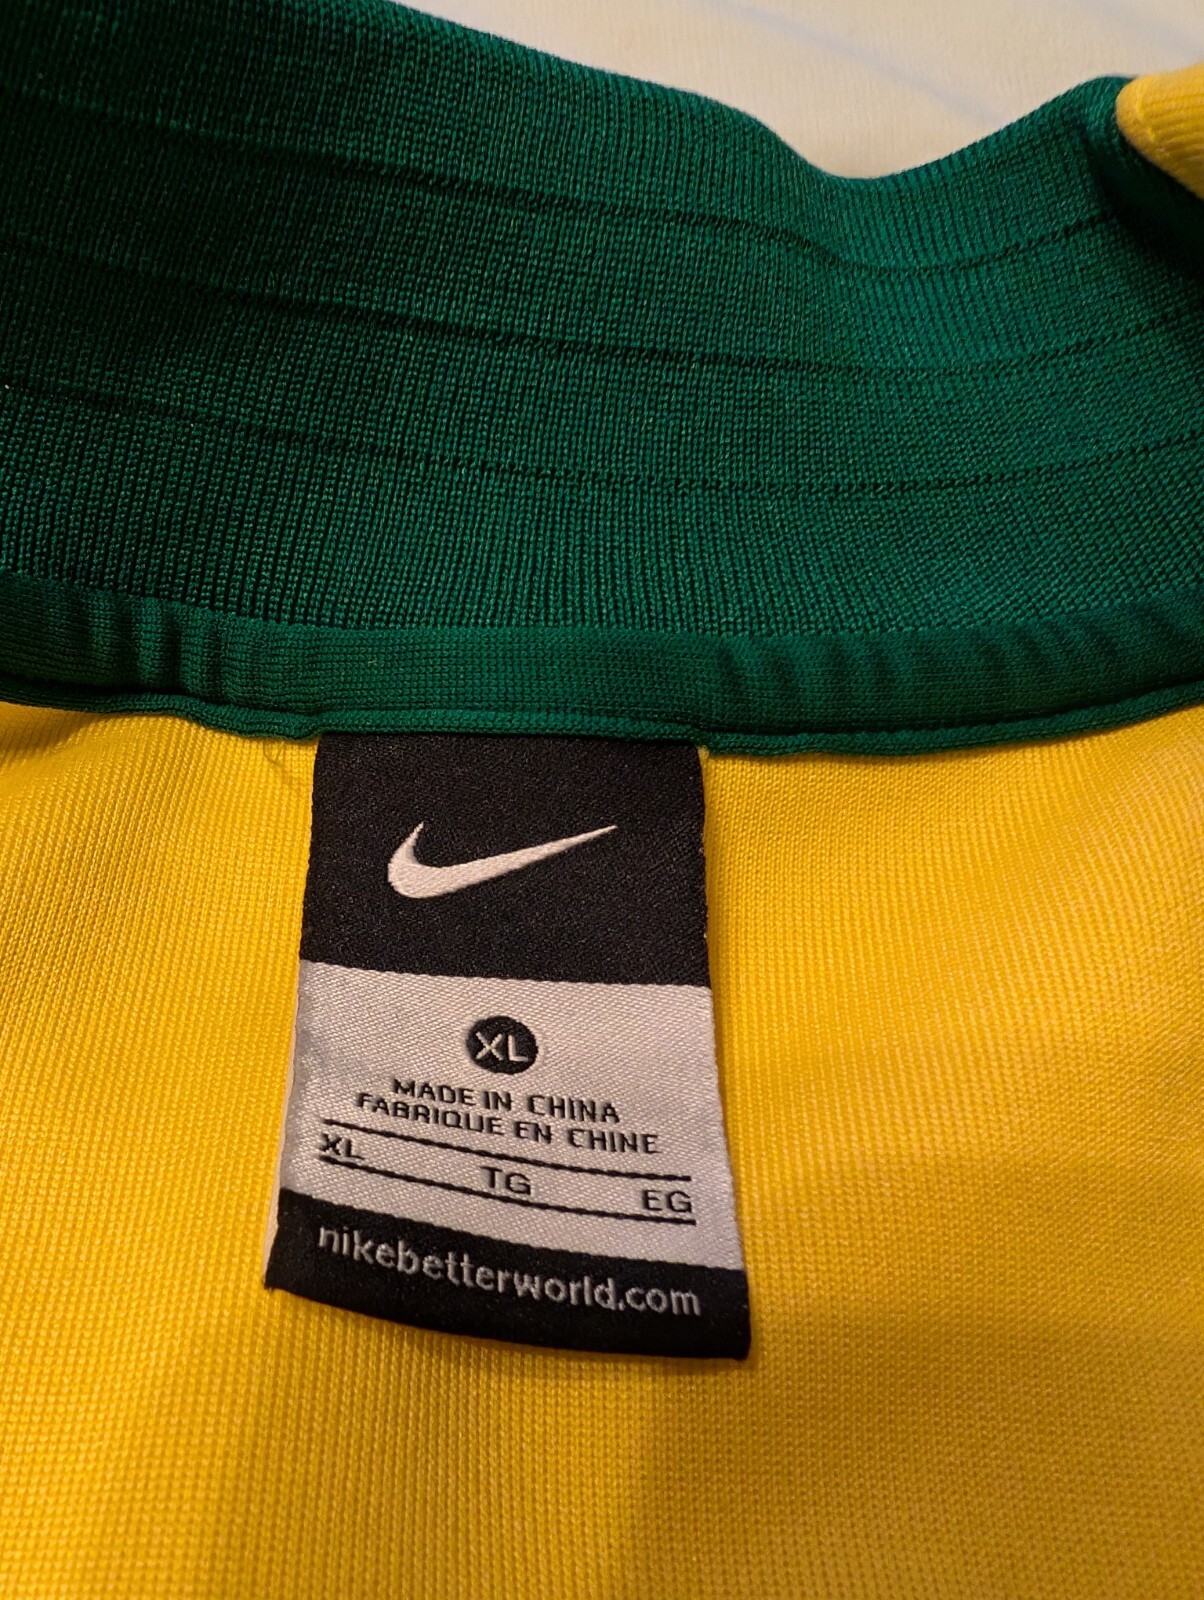 XL
MADE IN CHINA
FABRIQUE EN CHINE
XL TG EG
nikebetterworld.com